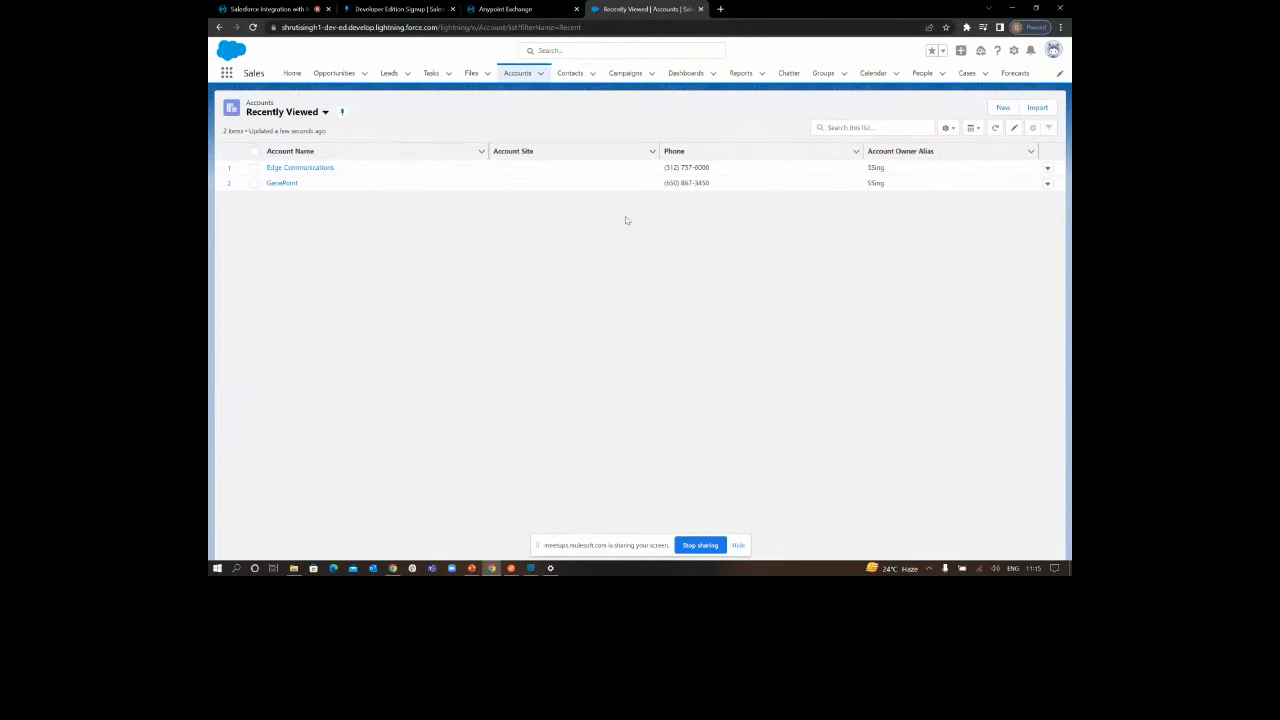 Salesforce Integration with
Developer Edition Signup | Sales
Anypoint Exchange
Recently Viewed | Accounts | Sal
shrutisingh1-dev-ed.develop.lightning.force.com/lightning/o/Account/list?filterName=Recent
Paused
Search...
Sales
Home
Opportunities
Leads
Tasks
Files
Accounts
Contacts
Campaigns
Dashboards
Reports
Chatter
Groups
Calendar
People
Cases
Forecasts
Accounts
Recently Viewed
New
Import
2 items • Updated a few seconds ago
Search this list...
Account Name
Account Site
Phone
Account Owner Alias
1 Edge Communications (512) 757-6000 SSing
2 GenePoint (650) 867-3450 SSing
meetups.mulesoft.com is sharing your screen.
Stop sharing
Hide
24°C Haze
ENG
11:15